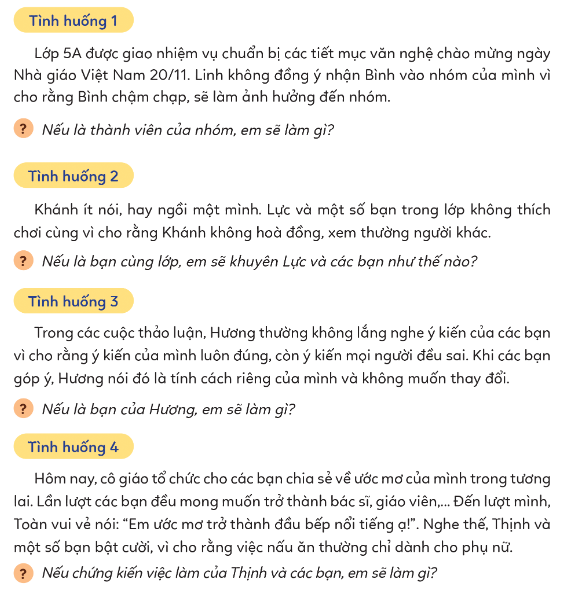 Tình huống 1
Lớp 5A được giao nhiệm vụ chuẩn bị các tiết mục văn nghệ chào mừng ngày
Nhà giáo Việt Nam 20/11. Linh không đồng ý nhận Bình vào nhóm của mình vì
cho rằng Bình chậm chạp, sẽ làm ảnh hưởng đến nhóm.
? Nếu là thành viên của nhóm, em sẽ làm gì?
Tình huống 2
Khánh ít nói, hay ngồi một mình. Lực và một số bạn trong lớp không thích
chơi cùng vì cho rằng Khánh không hoà đồng, xem thường người khác.
? Nếu là bạn cùng lớp, em sẽ khuyên Lực và các bạn như thế nào?
Tình huống 3
Trong các cuộc thảo luận, Hương thường không lắng nghe ý kiến của các bạn
vì cho rằng ý kiến của mình luôn đúng, còn ý kiến mọi người đều sai. Khi các bạn
góp ý, Hương nói đó là tính cách riêng của mình và không muốn thay đổi.
? Nếu là bạn của Hương, em sẽ làm gì?
Tình huống 4
Hôm nay, cô giáo tổ chức cho các bạn chia sẻ về ước mơ của mình trong tương
lai. Lần lượt các bạn đều mong muốn trở thành bác sĩ, giáo viên,... Đến lượt mình,
Toàn vui vẻ nói: “Em ước mơ trở thành đầu bếp nổi tiếng ạ!”. Nghe thế, Thịnh và
một số bạn bật cười, vì cho rằng việc nấu ăn thường chỉ dành cho phụ nữ.
? Nếu chứng kiến việc làm của Thịnh và các bạn, em sẽ làm gì?